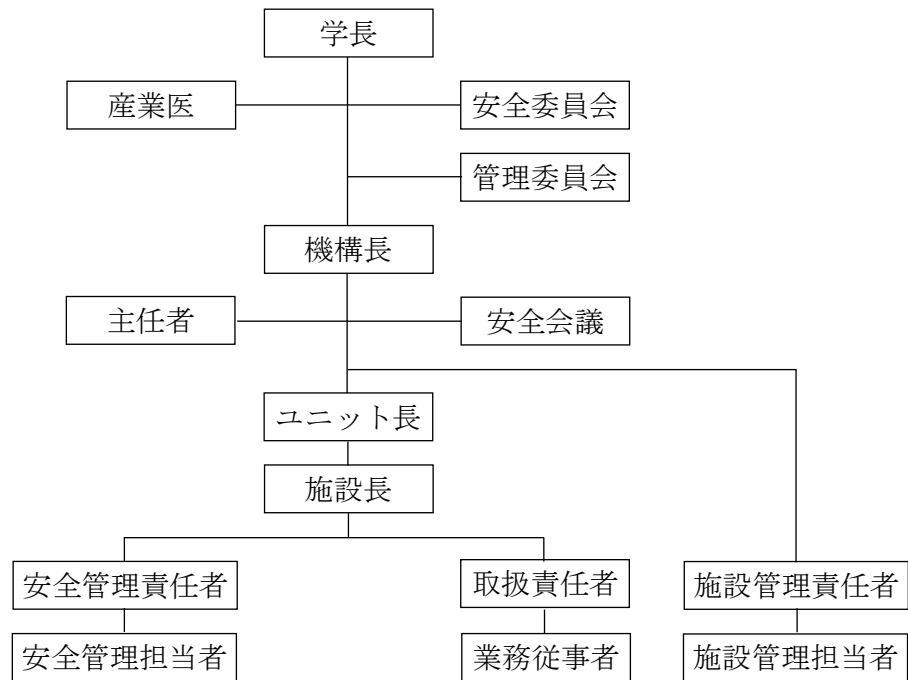 学長
産業医
安全委員会
管理委員会
機構長
主任者
安全会議
ユニット長
施設長
安全管理責任者
取扱責任者
施設管理責任者
安全管理担当者
業務従事者
施設管理担当者